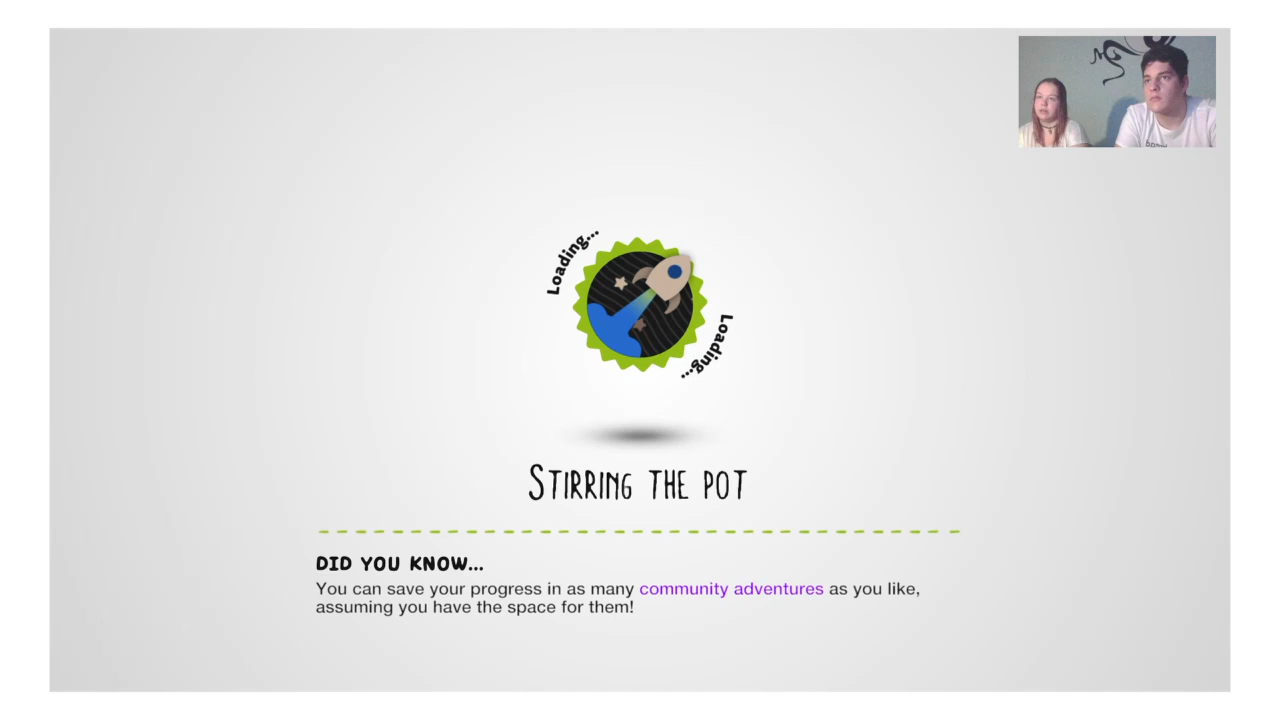 Loading...
Loading...
STIRRING THE POT
DID YOU KNOW...
You can save your progress in as many community adventures as you like,
assuming you have the space for them!